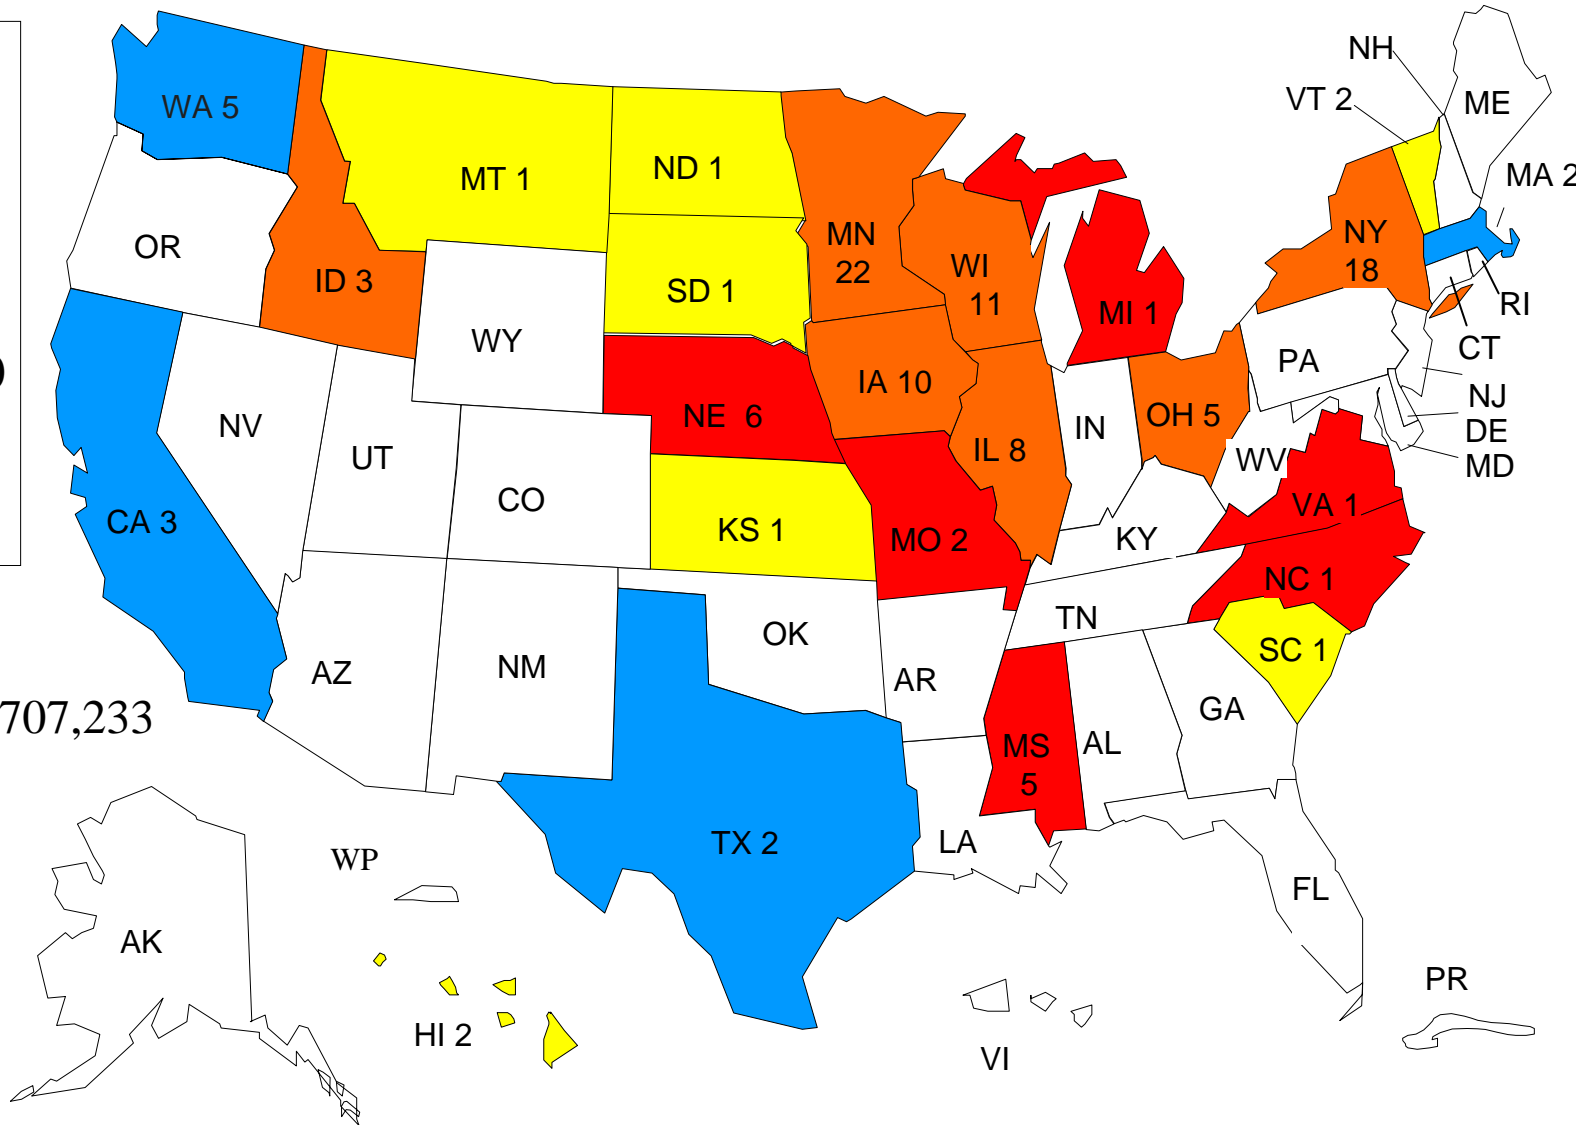 NH
VT 2
ME
WA 5
MA 2
MT 1
ND 1
OR
MN
22
NY
18
ID 3
WI
11
SD 1
RI
MI 1
WY
CT
PA
NJ
IA 10
DE
NE 6
OH 5
NV
IN
MD
UT
IL 8
WV
CO
VA 1
CA 3
KS 1
MO 2
KY
NC 1
TN
OK
SC 1
AZ
NM
AR
GA
707,233
MS
5
AL
TX 2
LA
WP
FL
AK
PR
HI 2
VI